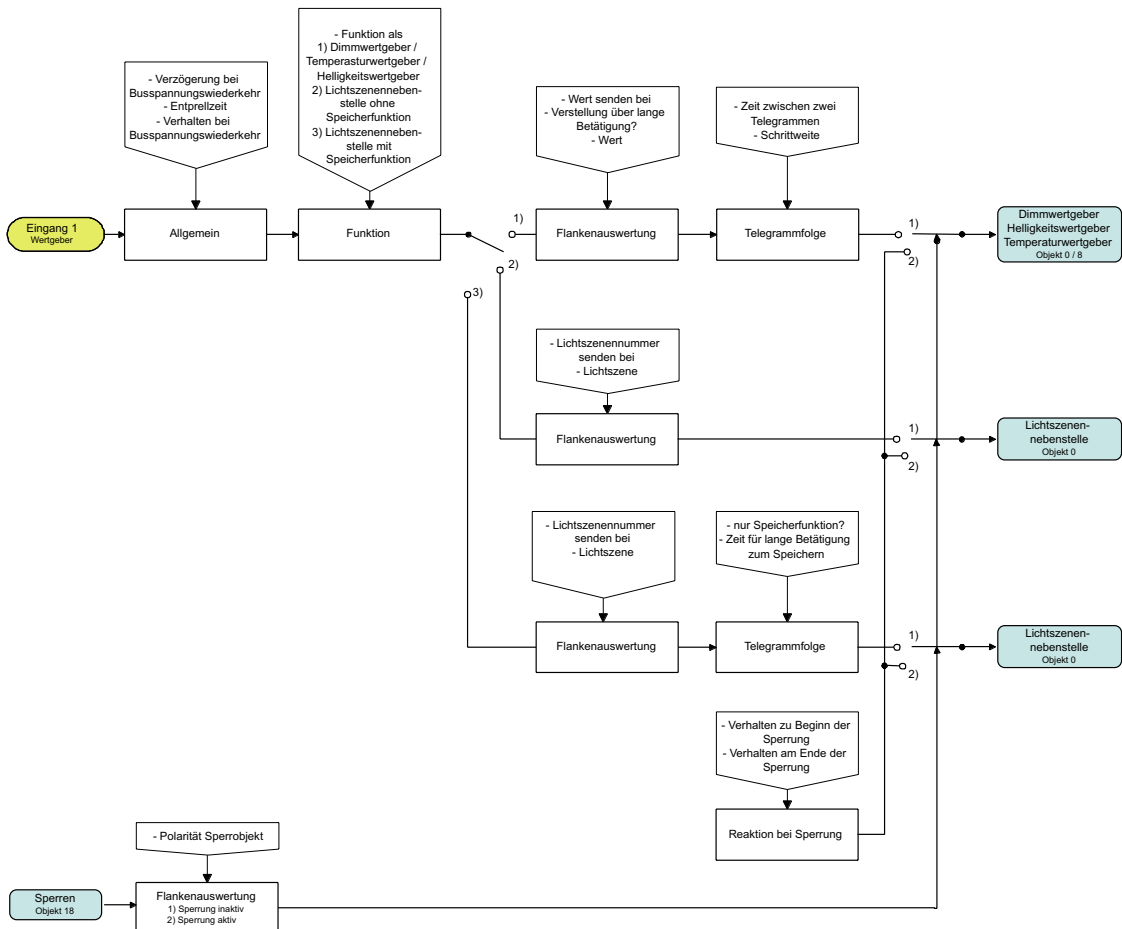 - Verzögerung bei
Busspannungswiederkehr
- Entprellzeit
- Verhalten bei
Busspannungswiederkehr
- Funktion als
1) Dimmwertgeber /
Temperasturwertgeber /
Helligkeitswertgeber
2) Lichtszenenneben-
stelle ohne
Speicherfunktion
3) Lichtszenenneben-
stelle mit
Speicherfunktion
- Wert senden bei
- Verstellung über lange
Betätigung?
- Wert
- Zeit zwischen zwei
Telegrammen
- Schrittweite
Eingang 1
Wertgeber
Allgemein
Funktion
1)
2)
3)
Flankenauswertung
Telegrammfolge
1)
2)
Dimmwertgeber
Helligkeitswertgeber
Temperaturwertgeber
Objekt 0 / 8
- Lichtszenennummer
senden bei
- Lichtszene
Flankenauswertung
1)
2)
Lichtszenen-
nebenstelle
Objekt 0
- Lichtszenennummer
senden bei
- Lichtszene
- nur Speicherfunktion?
- Zeit für lange Betätigung
zum Speichern
Flankenauswertung
Telegrammfolge
1)
2)
Lichtszenen-
nebenstelle
Objekt 0
- Verhalten zu Beginn der
Sperrung
- Verhalten am Ende der
Sperrung
Reaktion bei Sperrung
- Polarität Sperrobjekt
Sperren
Objekt 18
Flankenauswertung
1) Sperrung inaktiv
2) Sperrung aktiv